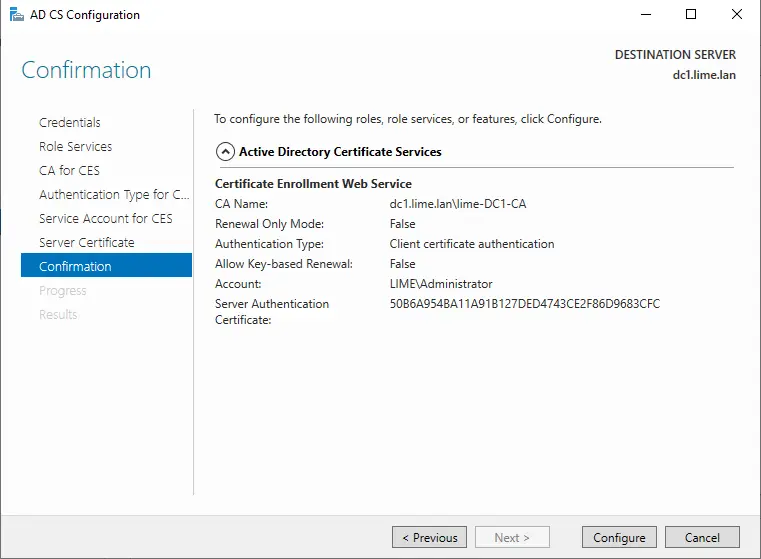 AD CS Configuration
Confirmation
DESTINATION SERVER
dc1.lime.lan
Credentials
Role Services
CA for CES
Authentication Type for C...
Service Account for CES
Server Certificate
Confirmation
Progress
Results
To configure the following roles, role services, or features, click Configure.
Active Directory Certificate Services
Certificate Enrollment Web Service
CA Name: dc1.lime.lan\lime-DC1-CA
Renewal Only Mode: False
Authentication Type: Client certificate authentication
Allow Key-based Renewal: False
Account: LIME\Administrator
Server Authentication 50B6A954BA11A91B127DED4743CE2F86D9683CFC
Certificate:
< Previous Next > Configure Cancel